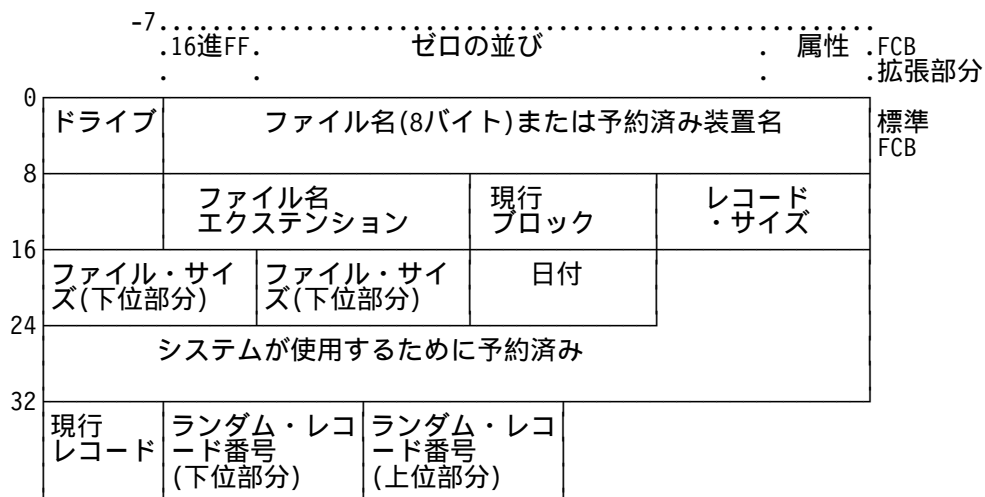 -7
.16進FF. ゼロの並び . 属性 .FCB
拡張部分
0
ドライブ ファイル名(8バイト)または予約済み装置名 標準
FCB
8
ファイル名 現行 レコード
エクステンション ブロック ・サイズ
16
ファイル・サイ ファイル・サイ 日付
ズ(下位部分) ズ(下位部分)
24
システムが使用するために予約済み
32
現行 ランダム・レコ ランダム・レコ
レコード ード番号 ード番号
(下位部分) (上位部分)